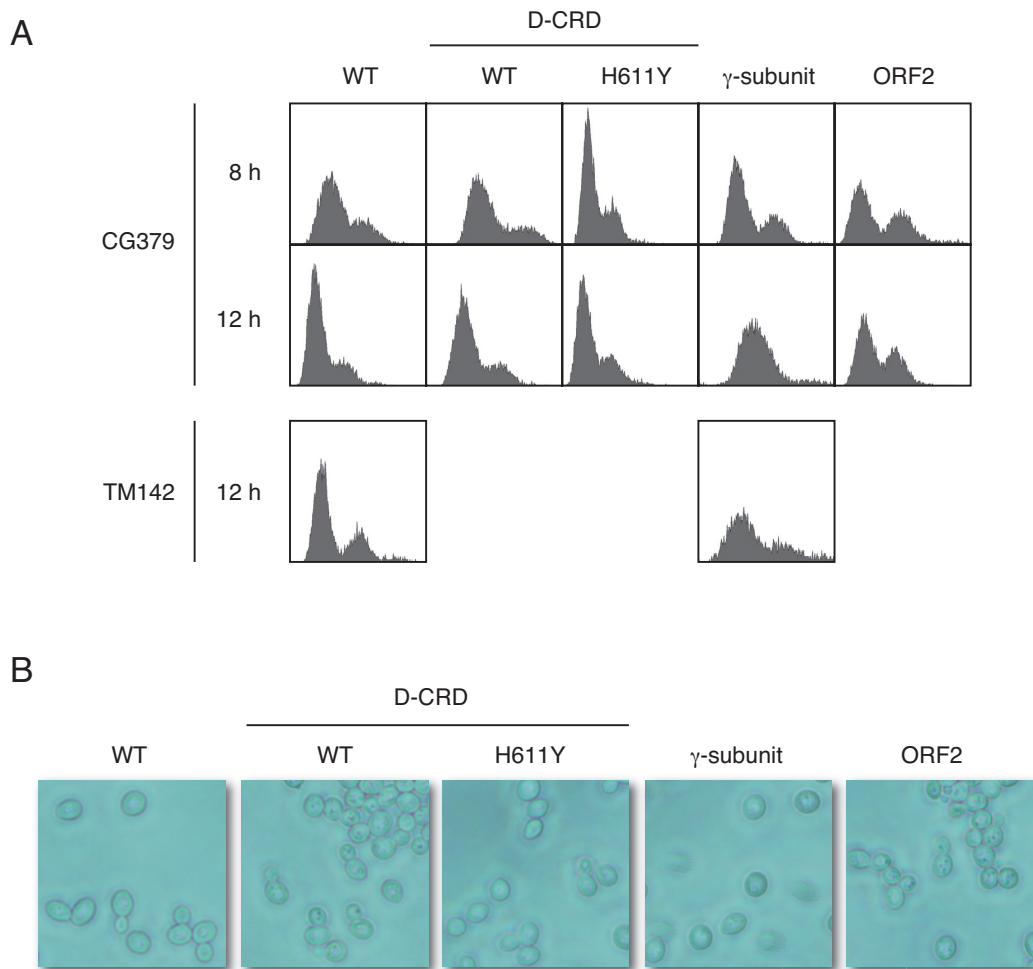 A
D-CRD
WT WT H611Y γ-subunit ORF2
8 h
CG379
12 h
TM142 12 h
B
D-CRD
WT WT H611Y γ-subunit ORF2